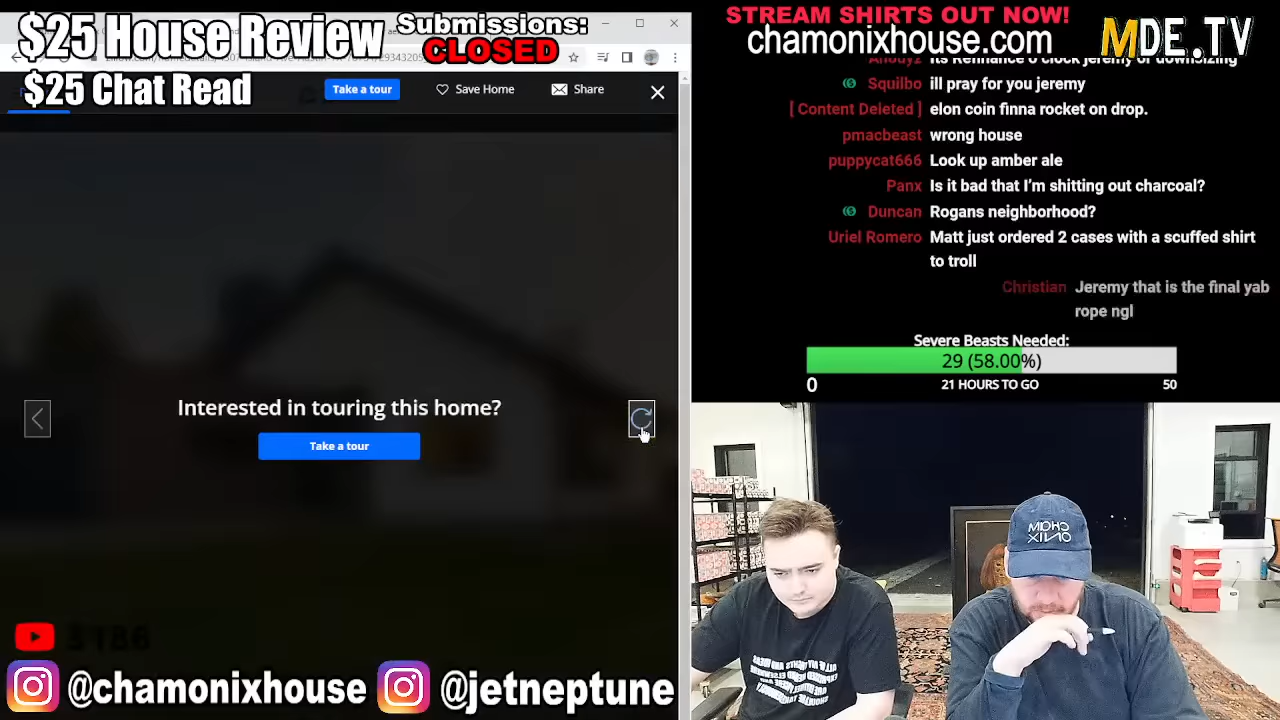 $25 House Review
Submissions:
CLOSED
$25 Chat Read
Take a tour
Save Home
Share
Interested in touring this home?
Take a tour
@chamonixhouse
@jetneptune
STREAM SHIRTS OUT NOW!
chamonixhouse.com
MDE.TV
Squilbo ill pray for you jeremy
[ Content Deleted ] elon coin finna rocket on drop.
pmacbeast wrong house
puppycat666 Look up amber ale
Panx Is it bad that I'm shitting out charcoal?
Duncan Rogans neighborhood?
Uriel Romero Matt just ordered 2 cases with a scuffed shirt
to troll
Christian Jeremy that is the final yab
rope ngl
Severe Beasts Needed:
29 (58.00%)
0 21 HOURS TO GO 50
CHOM
ONIX